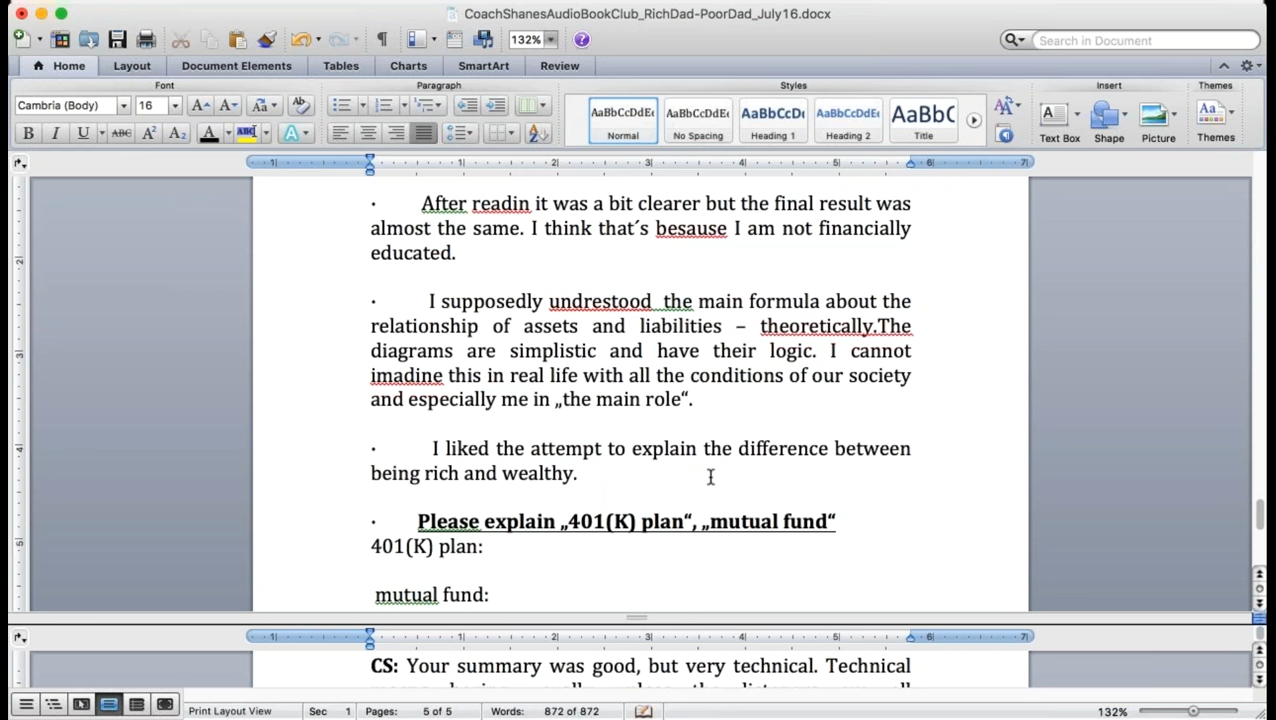 CoachShanesAudioBookClub_RichDad-PoorDad_July16.docx
132%
Search in Document
Home Layout Document Elements Tables Charts SmartArt Review
Font Paragraph Styles Insert Themes
Cambria (Body) 16
AaBbCcDdEe AaBbCcDdEe AaBbCcDc AaBbCcDdEe AaBbC
Normal No Spacing Heading 1 Heading 2 Title
Text Box Shape Picture Themes
· After readin it was a bit clearer but the final result was
almost the same. I think that´s besause I am not financially
educated.
· I supposedly undrestood the main formula about the
relationship of assets and liabilities – theoretically.The
diagrams are simplistic and have their logic. I cannot
imadine this in real life with all the conditions of our society
and especially me in „the main role“.
· I liked the attempt to explain the difference between
being rich and wealthy.
· Please explain „401(K) plan“, „mutual fund“
401(K) plan:
mutual fund:
CS: Your summary was good, but very technical. Technical
Print Layout View Sec 1 Pages: 5 of 5 Words: 872 of 872 132%